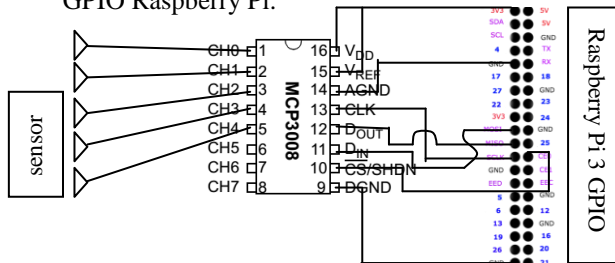 GPIO Raspberry Pi.
sensor
CH0 1 16 VDD
CH1 2 15 VREF
CH2 3 14 AGND
CH3 4 13 CLK
CH4 5 12 DOUT
CH5 6 11 DIN
CH6 7 10 CS/SHDN
CH7 8 9 DGND
MCP3008
3V3 5V
SDA 5V
SCL GND
4 TX
GND RX
17 18
27 GND
22 23
3V3 24
MOSI GND
MISO 25
SCLK CE0
GND CE1
EED EEC
5 GND
6 12
13 GND
19 16
26 20
GND 21
Raspberry Pi 3 GPIO